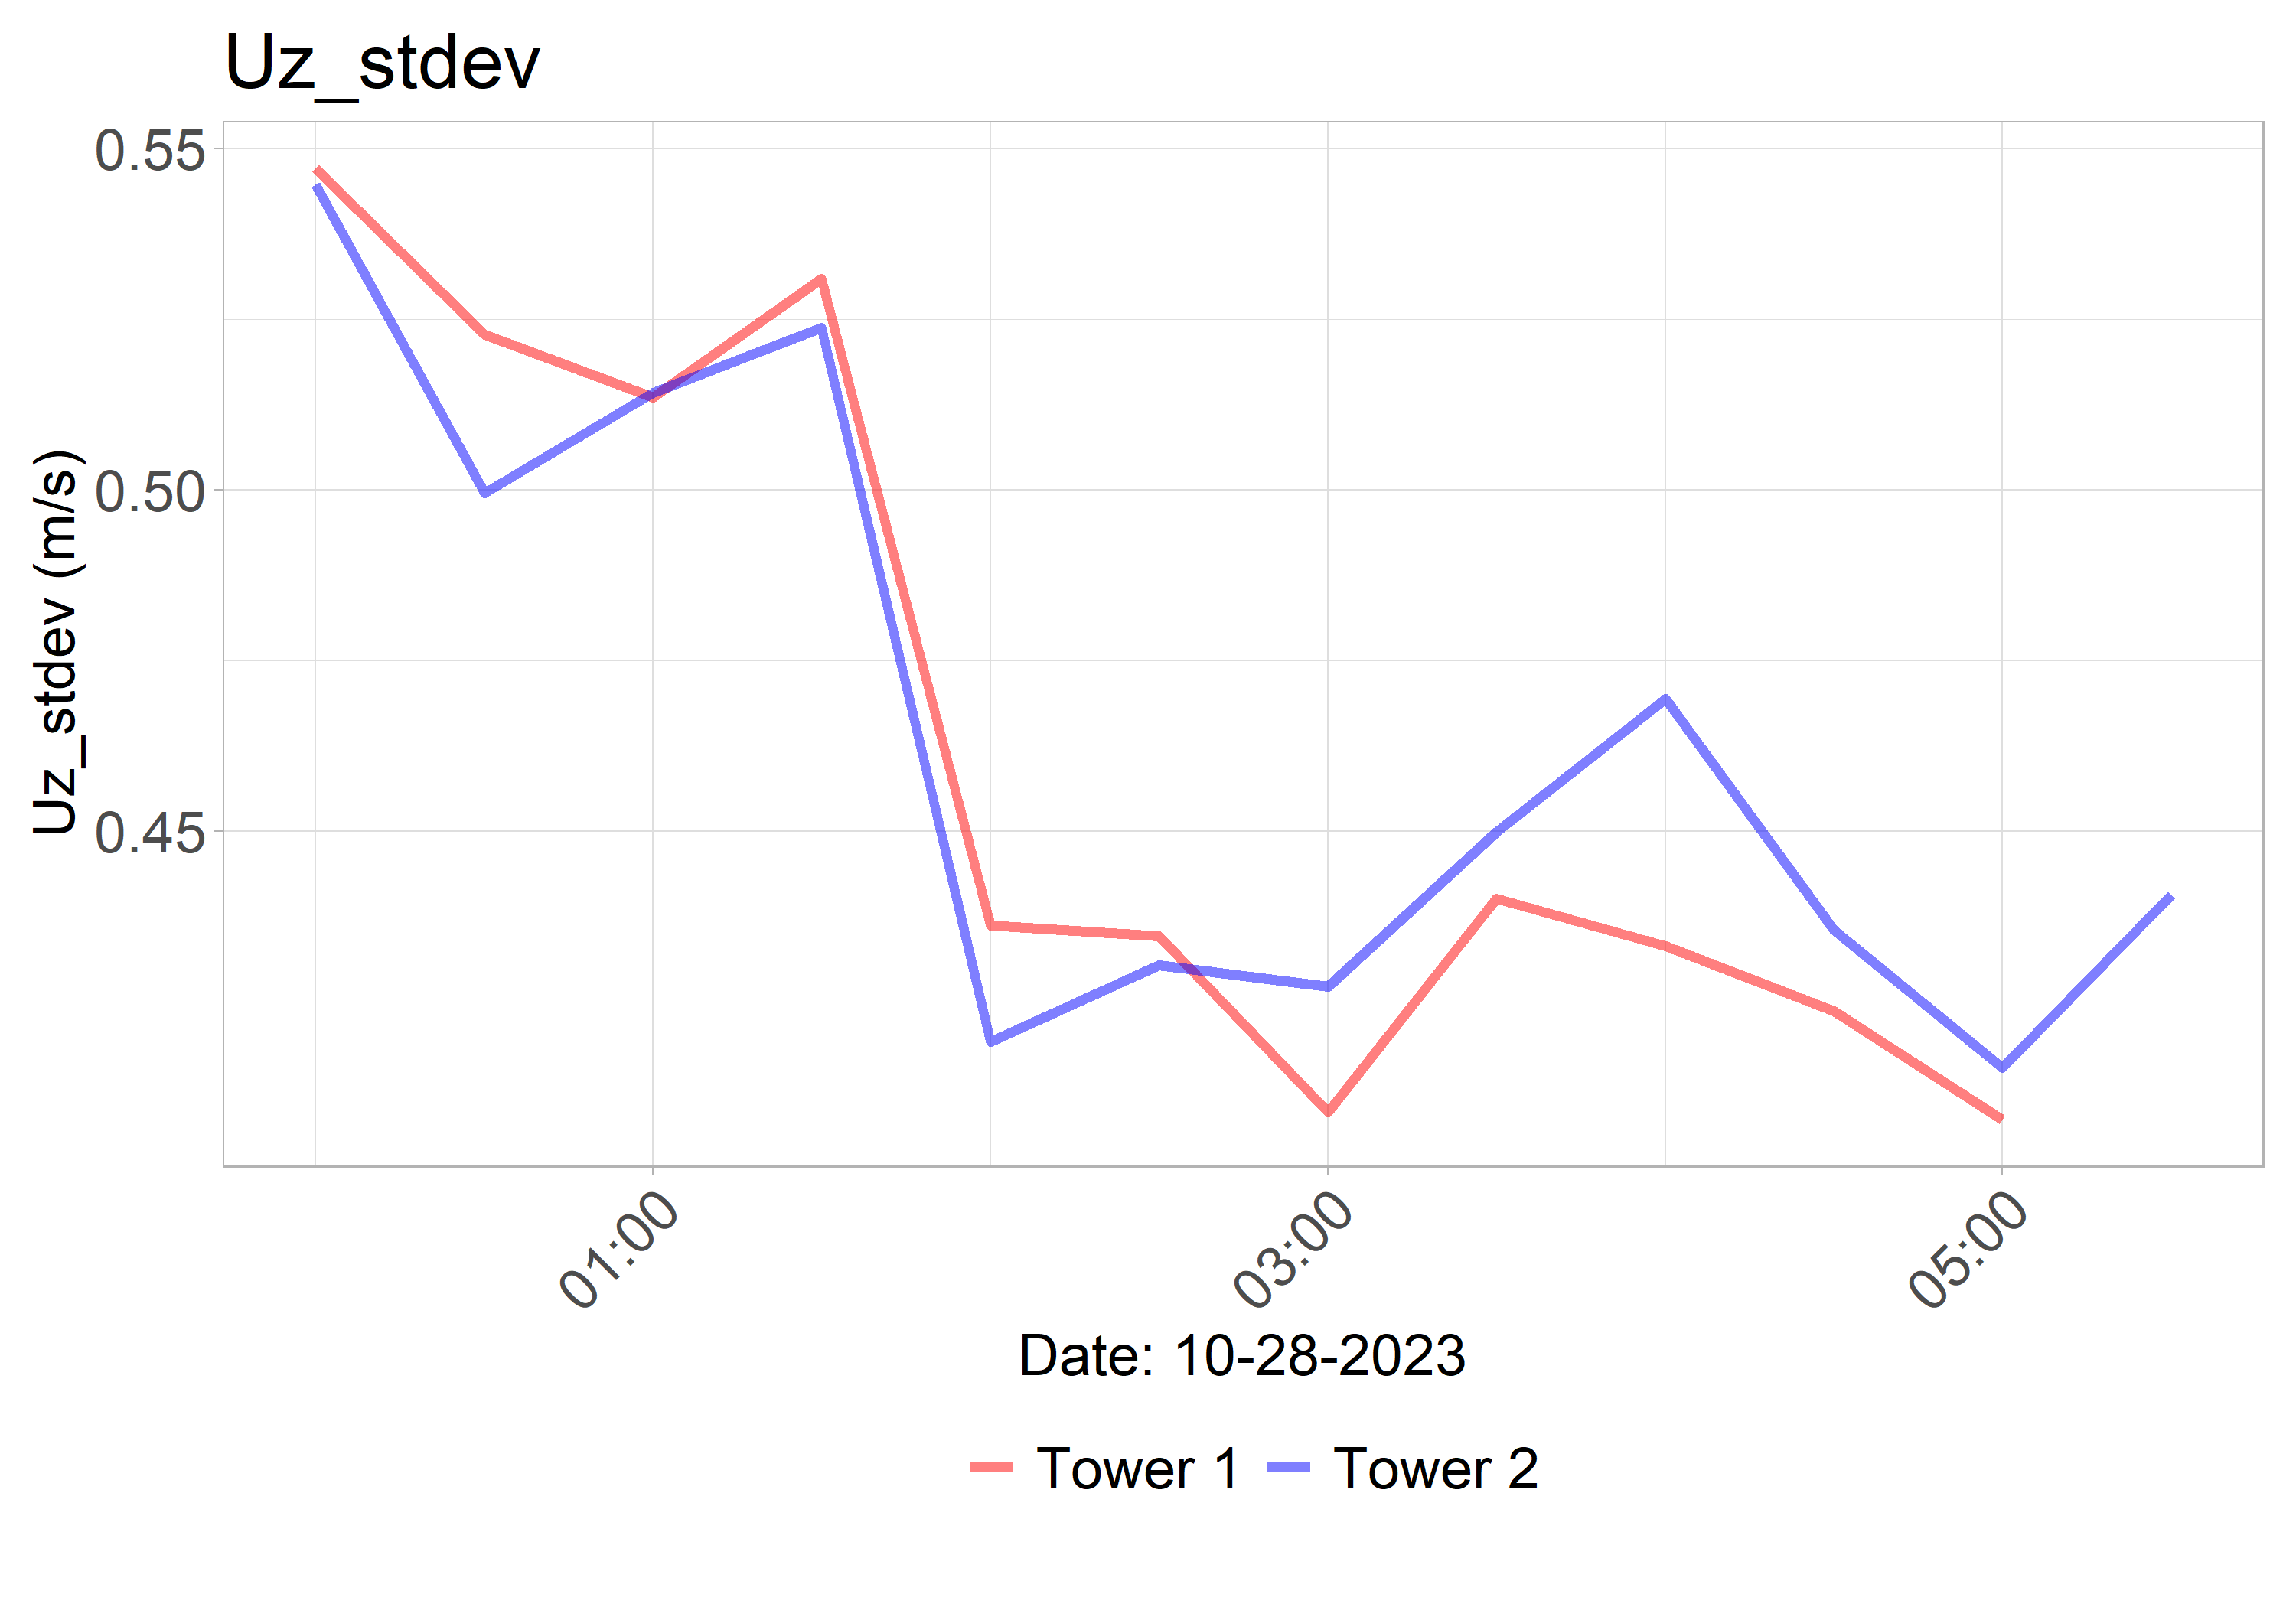 Uz_stdev
Uz_stdev (m/s)
0.55
0.50
0.45
01:00
03:00
05:00
Date: 10-28-2023
Tower 1
Tower 2